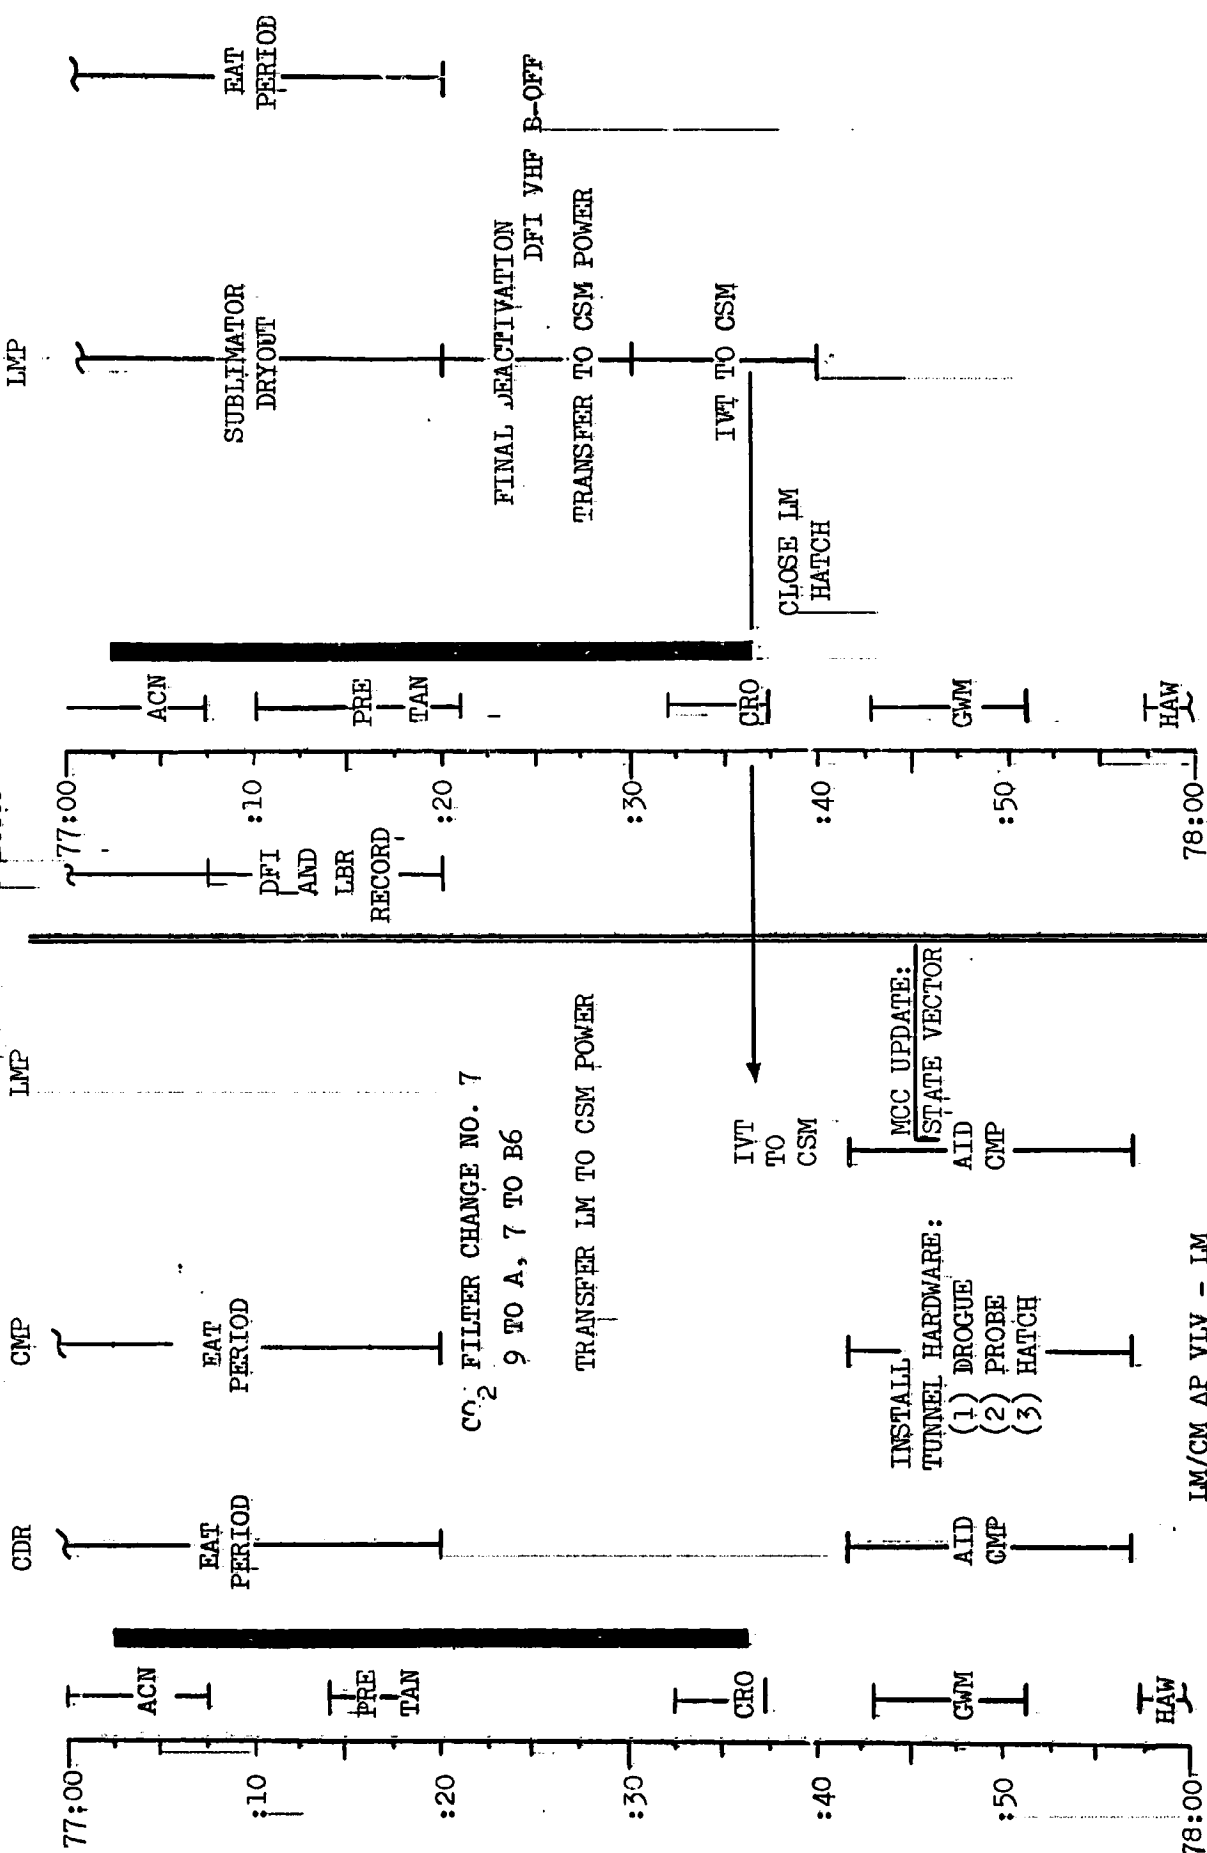 CDR
CMP
LMP
LMP
77:00
:10
:20
:30
:40
:50
78:00
ACN
PRE
TAN
CRO
GWM
HAW
EAT
PERIOD
AID
CMP
EAT
PERIOD
CO2 FILTER CHANGE NO. 7
9 TO A, 7 TO B6
TRANSFER LM TO CSM POWER
INSTALL
TUNNEL HARDWARE:
(1) DROGUE
(2) PROBE
(3) HATCH
LM/CM ΔP VLV - LM
IVT
TO
CSM
MCC UPDATE:
STATE VECTOR
AID
CMP
DFI
AND
LBR
RECORD
77:00
:10
:20
:30
:40
:50
78:00
ACN
PRE
TAN
CRO
GWM
HAW
CLOSE LM
HATCH
SUBLIMATOR
DRYOUT
FINAL DEACTIVATION
DFI VHF B-OFF
TRANSFER TO CSM POWER
IVT TO CSM
EAT
PERIOD